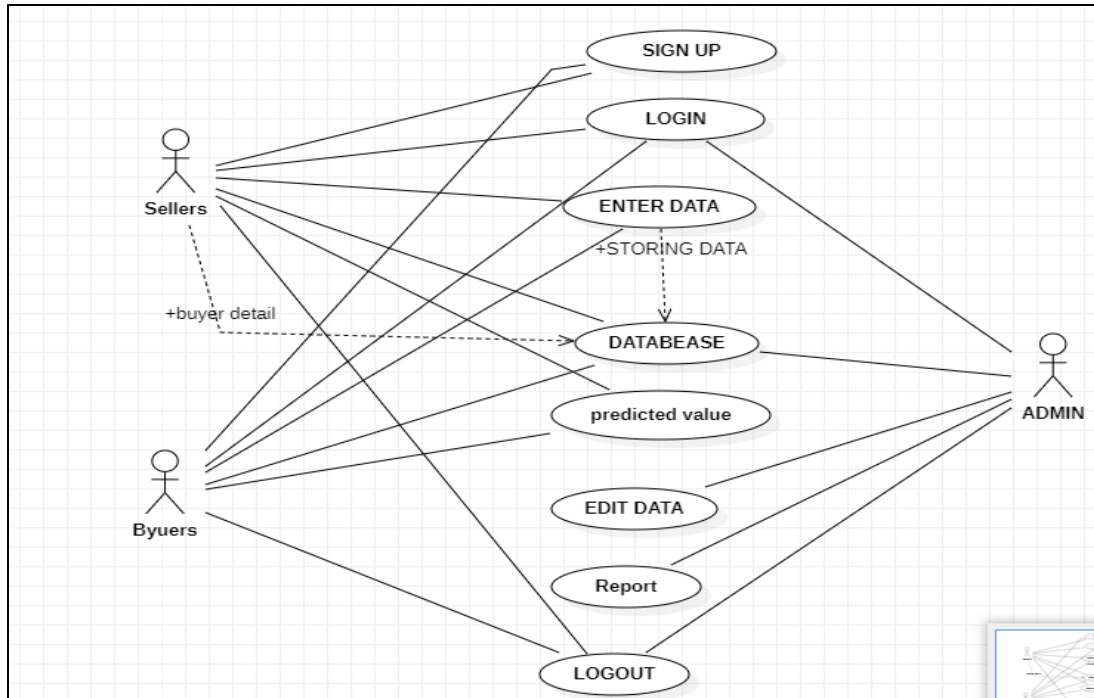 SIGN UP
LOGIN
Sellers
ENTER DATA
+STORING DATA
+buyer detail
DATABEASE
predicted value
ADMIN
EDIT DATA
Byuers
Report
LOGOUT